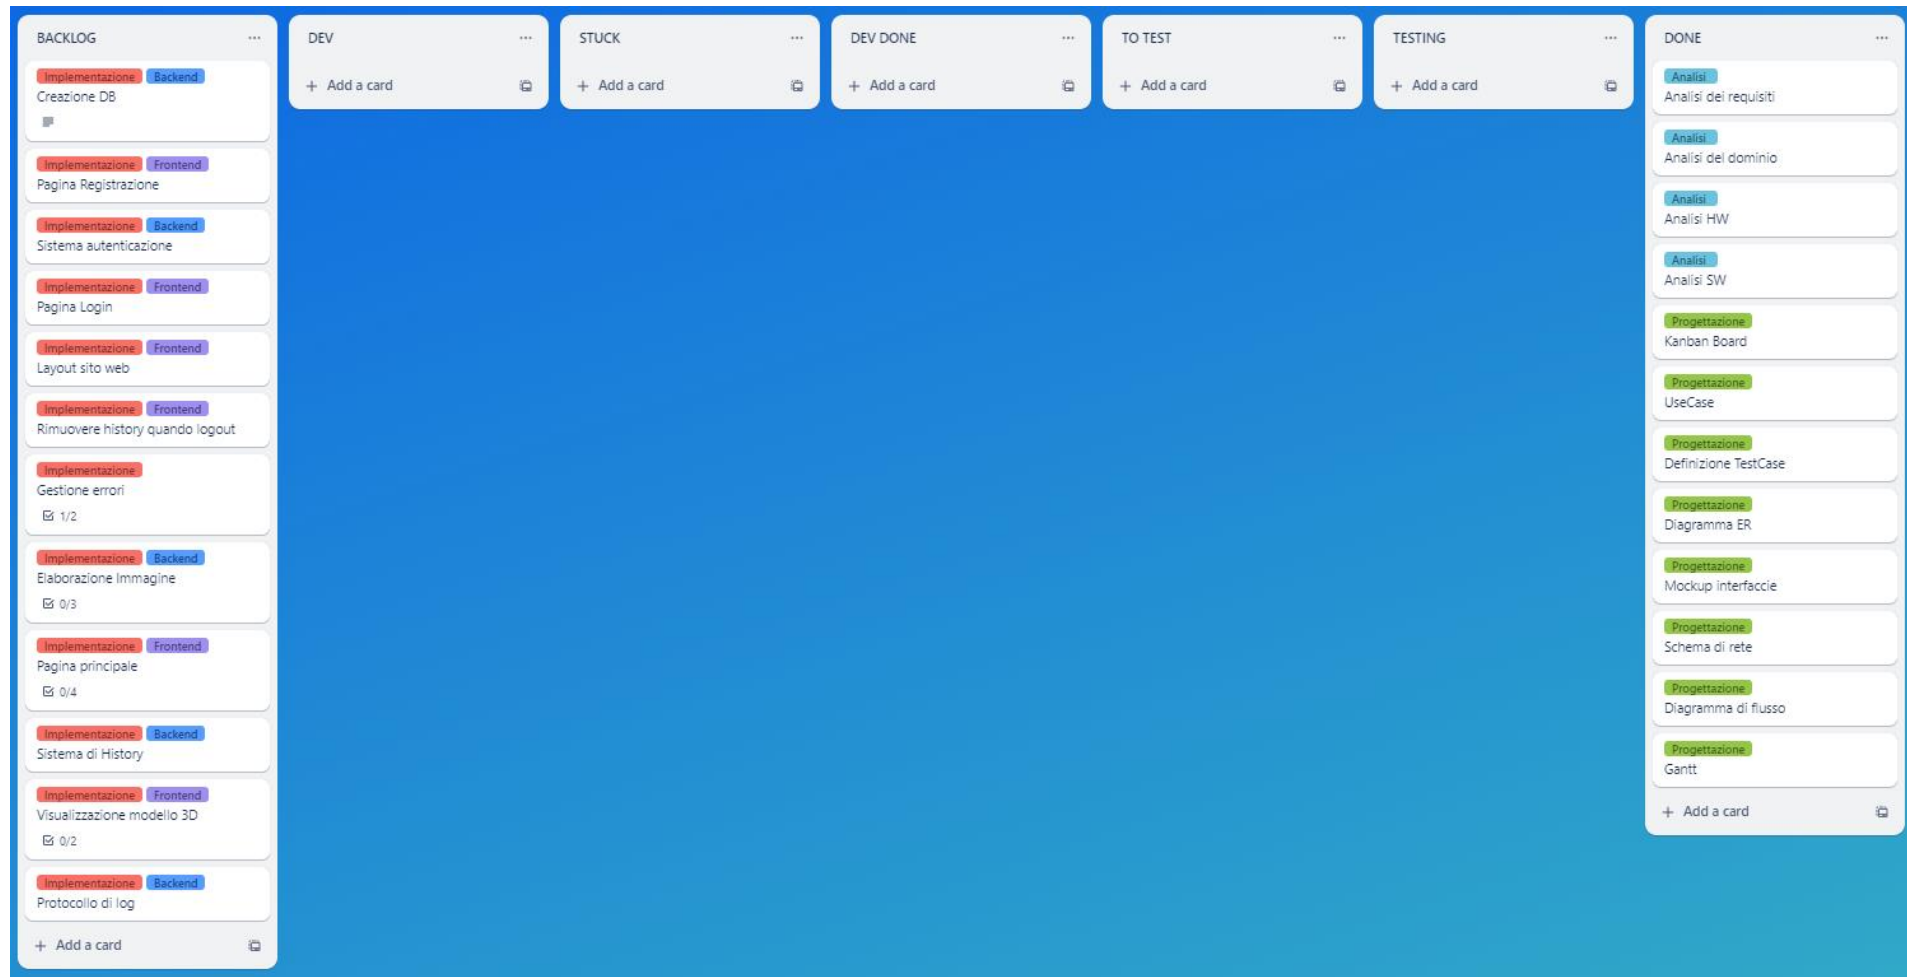 BACKLOG
Implementazione Backend
Creazione DB
Implementazione Frontend
Pagina Registrazione
Implementazione Backend
Sistema autenticazione
Implementazione Frontend
Pagina Login
Implementazione Frontend
Layout sito web
Implementazione Frontend
Rimuovere history quando logout
Implementazione
Gestione errori
1/2
Implementazione Backend
Elaborazione Immagine
0/3
Implementazione Frontend
Pagina principale
0/4
Implementazione Backend
Sistema di History
Implementazione Frontend
Visualizzazione modello 3D
0/2
Implementazione Backend
Protocollo di log
+ Add a card
DEV
+ Add a card
STUCK
+ Add a card
DEV DONE
+ Add a card
TO TEST
+ Add a card
TESTING
+ Add a card
DONE
Analisi
Analisi dei requisiti
Analisi
Analisi del dominio
Analisi
Analisi HW
Analisi
Analisi SW
Progettazione
Kanban Board
Progettazione
UseCase
Progettazione
Definizione TestCase
Progettazione
Diagramma ER
Progettazione
Mockup interfaccie
Progettazione
Schema di rete
Progettazione
Diagramma di flusso
Progettazione
Gantt
+ Add a card